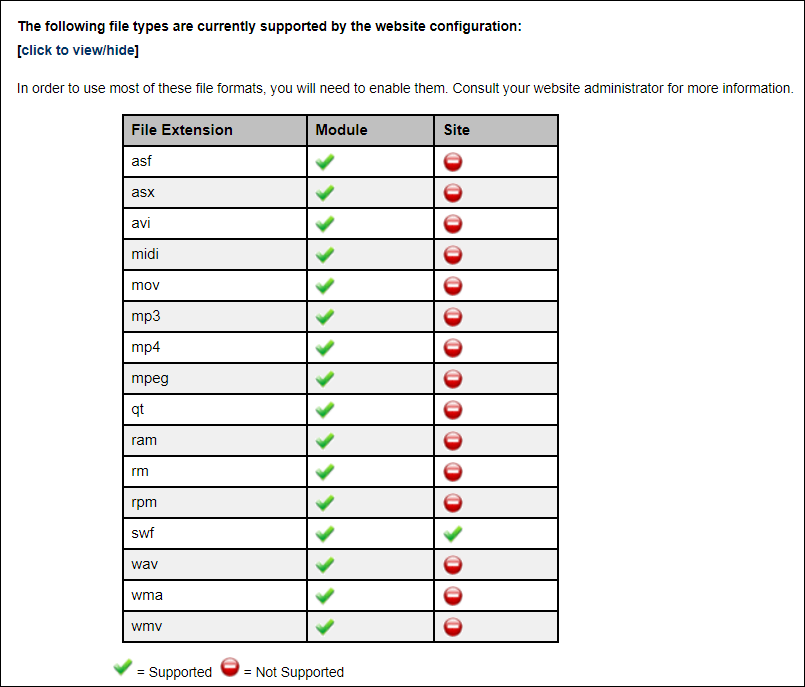 The following file types are currently supported by the website configuration:
[click to view/hide]
In order to use most of these file formats, you will need to enable them. Consult your website administrator for more information.
File Extension Module Site
asf
asx
avi
midi
mov
mp3
mp4
mpeg
qt
ram
rm
rpm
swf
wav
wma
wmv
= Supported = Not Supported